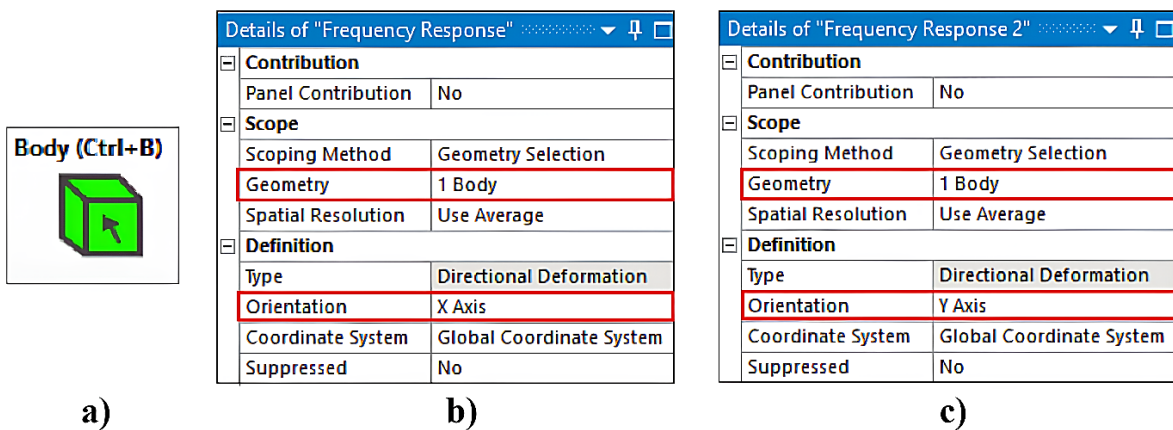 Body (Ctrl+B)
a)
Details of "Frequency Response"
Contribution
Panel Contribution No
Scope
Scoping Method Geometry Selection
Geometry 1 Body
Spatial Resolution Use Average
Definition
Type Directional Deformation
Orientation X Axis
Coordinate System Global Coordinate System
Suppressed No
b)
Details of "Frequency Response 2"
Contribution
Panel Contribution No
Scope
Scoping Method Geometry Selection
Geometry 1 Body
Spatial Resolution Use Average
Definition
Type Directional Deformation
Orientation Y Axis
Coordinate System Global Coordinate System
Suppressed No
c)